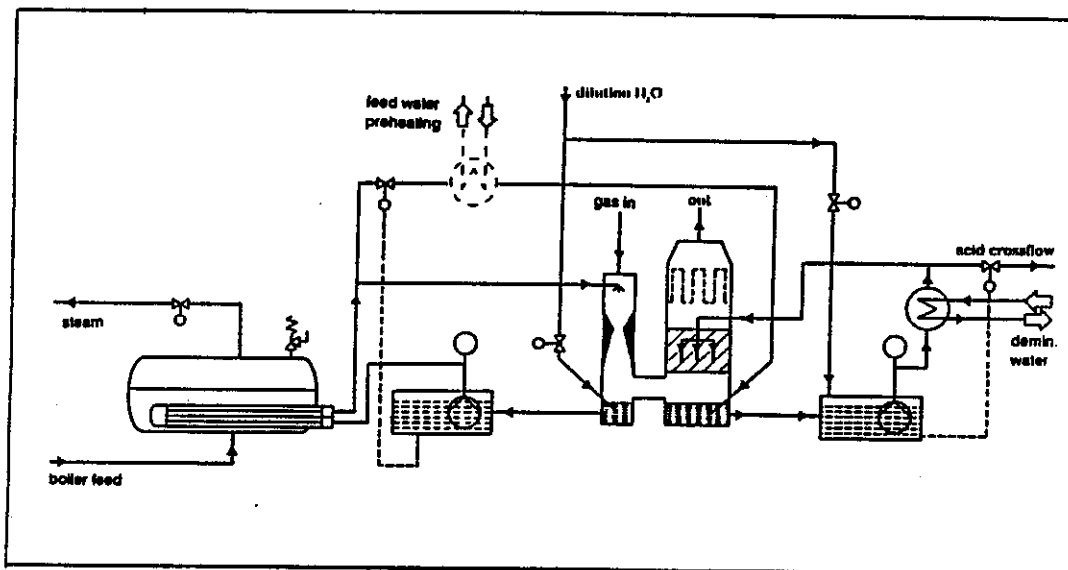 feed water
preheating
dilution H₂O
gas in
out
acid crossflow
steam
demin.
water
boiler feed